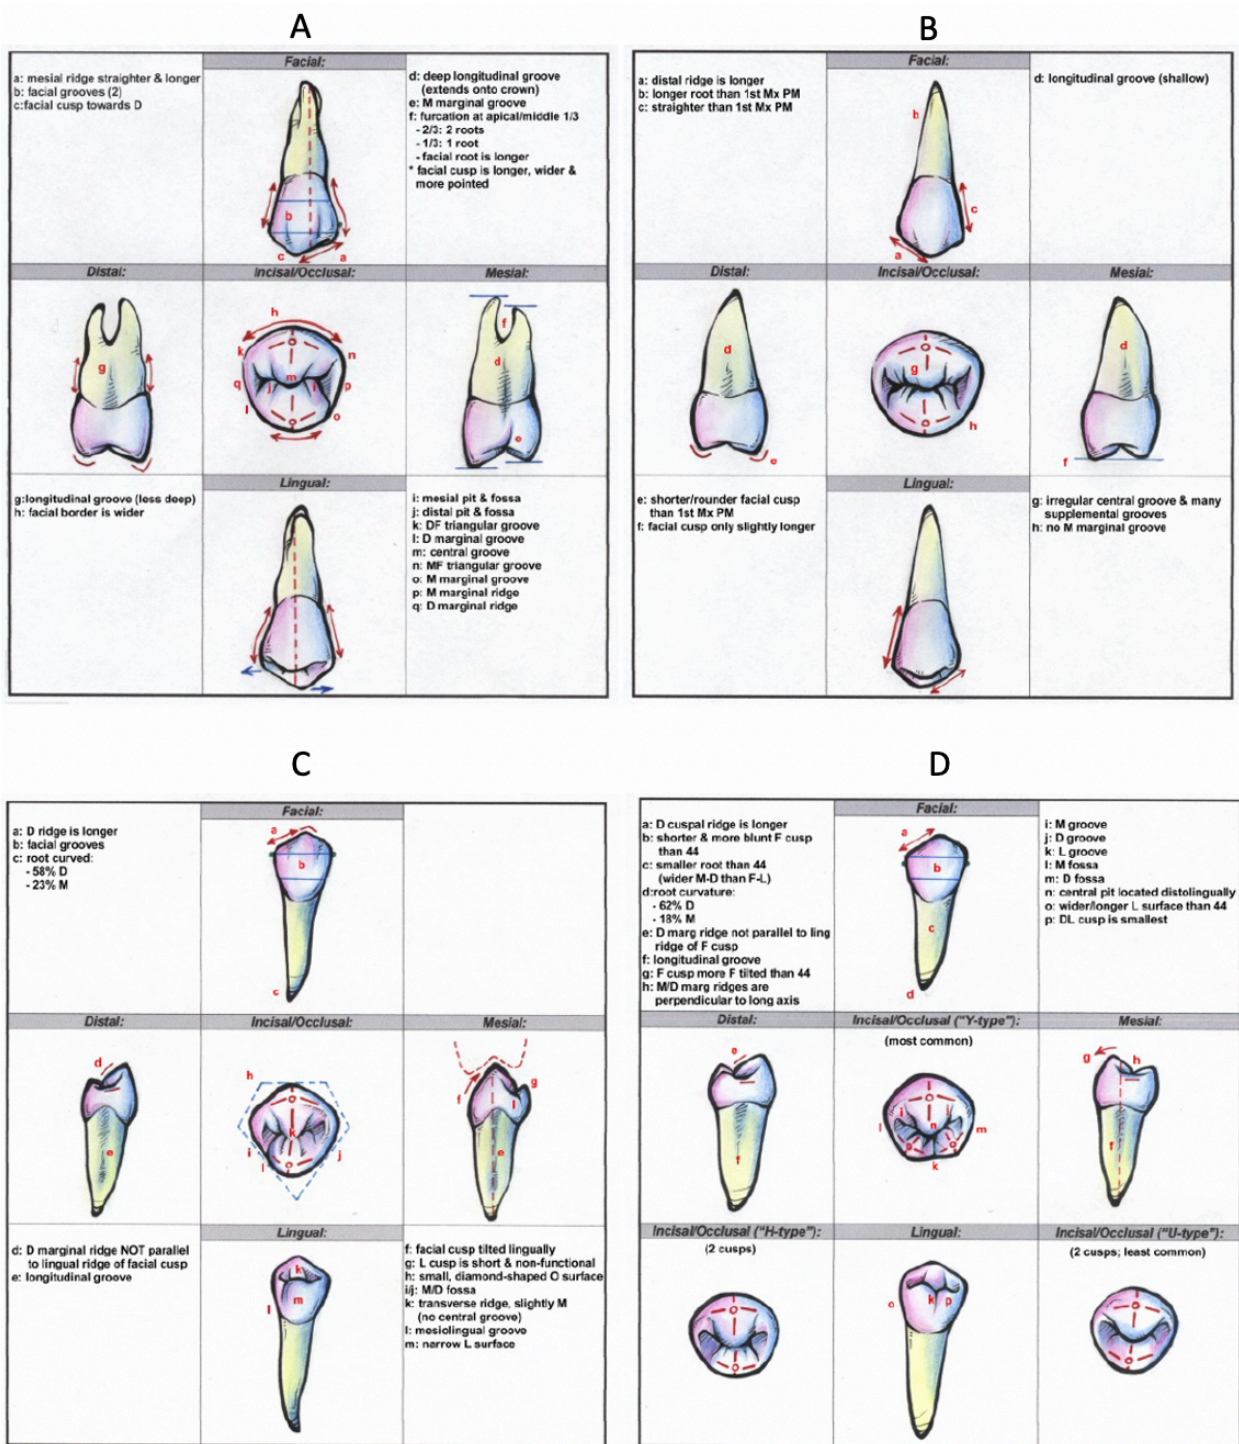 A
Facial:
a: mesial ridge straighter & longer
b: facial grooves (2)
c:facial cusp towards D
b
c
a
d: deep longitudinal groove
(extends onto crown)
e: M marginal groove
f: furcation at apical/middle 1/3
- 2/3: 2 roots
- 1/3: 1 root
- facial root is longer
* facial cusp is longer, wider &
more pointed
Distal:
Incisal/Occlusal:
Mesial:
g
h
k
n
q
j
m
i
p
l
o
f
d
e
Lingual:
g:longitudinal groove (less deep)
h: facial border is wider
i: mesial pit & fossa
j: distal pit & fossa
k: DF triangular groove
l: D marginal groove
m: central groove
n: MF triangular groove
o: M marginal groove
p: M marginal ridge
q: D marginal ridge
B
Facial:
a: distal ridge is longer
b: longer root than 1st Mx PM
c: straighter than 1st Mx PM
b
c
a
d: longitudinal groove (shallow)
Distal:
Incisal/Occlusal:
Mesial:
d
e
g
h
d
f
Lingual:
e: shorter/rounder facial cusp
than 1st Mx PM
f: facial cusp only slightly longer
g: irregular central groove & many
supplemental grooves
h: no M marginal groove
C
Facial:
a: D ridge is longer
b: facial grooves
c: root curved:
- 58% D
- 23% M
a
b
c
Distal:
Incisal/Occlusal:
Mesial:
d
e
h
k
i
j
l
f
g
l
e
Lingual:
d: D marginal ridge NOT parallel
to lingual ridge of facial cusp
e: longitudinal groove
k
l
m
f: facial cusp tilted lingually
g: L cusp is short & non-functional
h: small, diamond-shaped O surface
i/j: M/D fossa
k: transverse ridge, slightly M
(no central groove)
l: mesiolingual groove
m: narrow L surface
D
Facial:
a: D cuspal ridge is longer
b: shorter & more blunt F cusp
than 44
c: smaller root than 44
(wider M-D than F-L)
d:root curvature:
- 62% D
- 18% M
e: D marg ridge not parallel to ling
ridge of F cusp
f: longitudinal groove
g: F cusp more F tilted than 44
h: M/D marg ridges are
perpendicular to long axis
a
b
c
d
i: M groove
j: D groove
k: L groove
l: M fossa
m: D fossa
n: central pit located distolingually
o: wider/longer L surface than 44
p: DL cusp is smallest
Distal:
Incisal/Occlusal ("Y-type"):
Mesial:
(most common)
e
f
i
j
l
n
m
k
g
h
f
Incisal/Occlusal ("H-type"):
Lingual:
Incisal/Occlusal ("U-type"):
(2 cusps)
(2 cusps; least common)
o
k
p